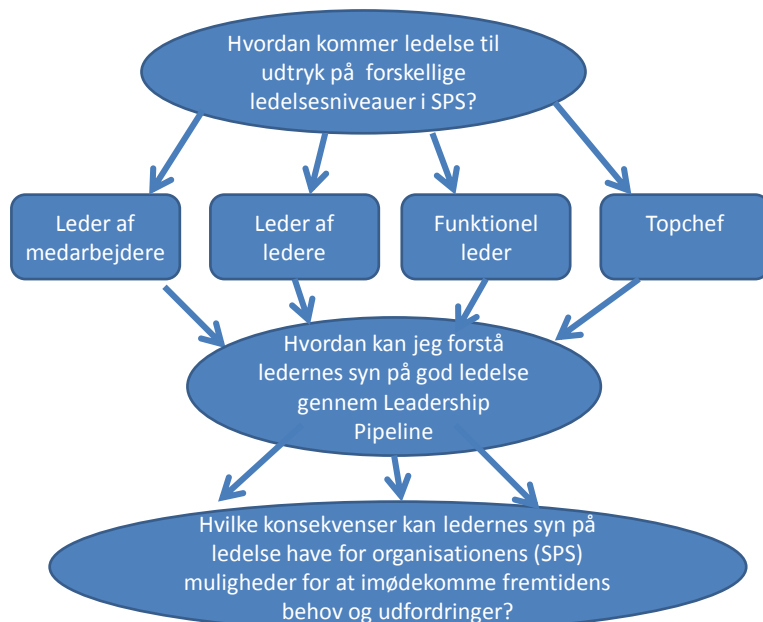 Hvordan kommer ledelse til
udtryk på forskellige
ledelsesniveauer i SPS?
Leder af
medarbejdere
Leder af
ledere
Funktionel
leder
Topchef
Hvordan kan jeg forstå
ledernes syn på god ledelse
gennem Leadership
Pipeline
Hvilke konsekvenser kan ledernes syn på
ledelse have for organisationens (SPS)
muligheder for at imødekomme fremtidens
behov og udfordringer?